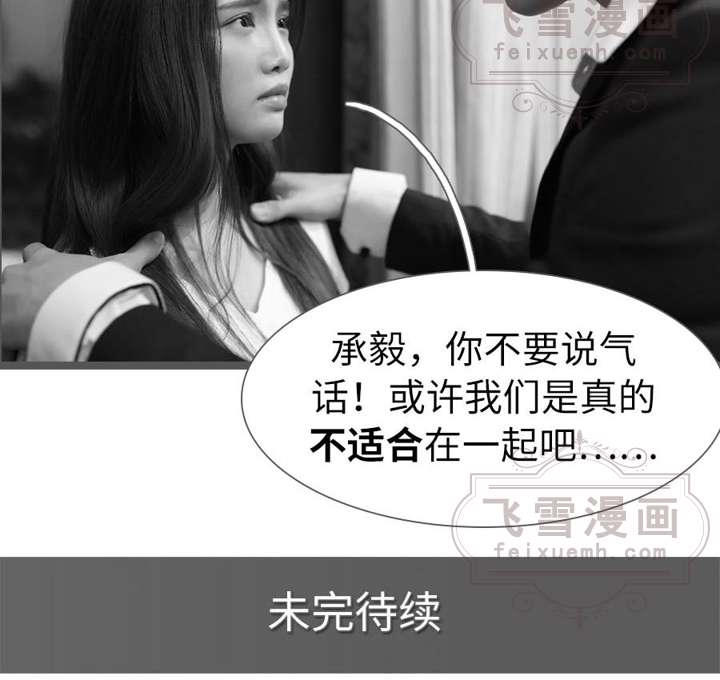 飞雪漫画
feixuemh.com
承毅，你不要说气
话！或许我们是真的
不适合在一起吧……
飞雪漫画
feixuemh.com
未完待续